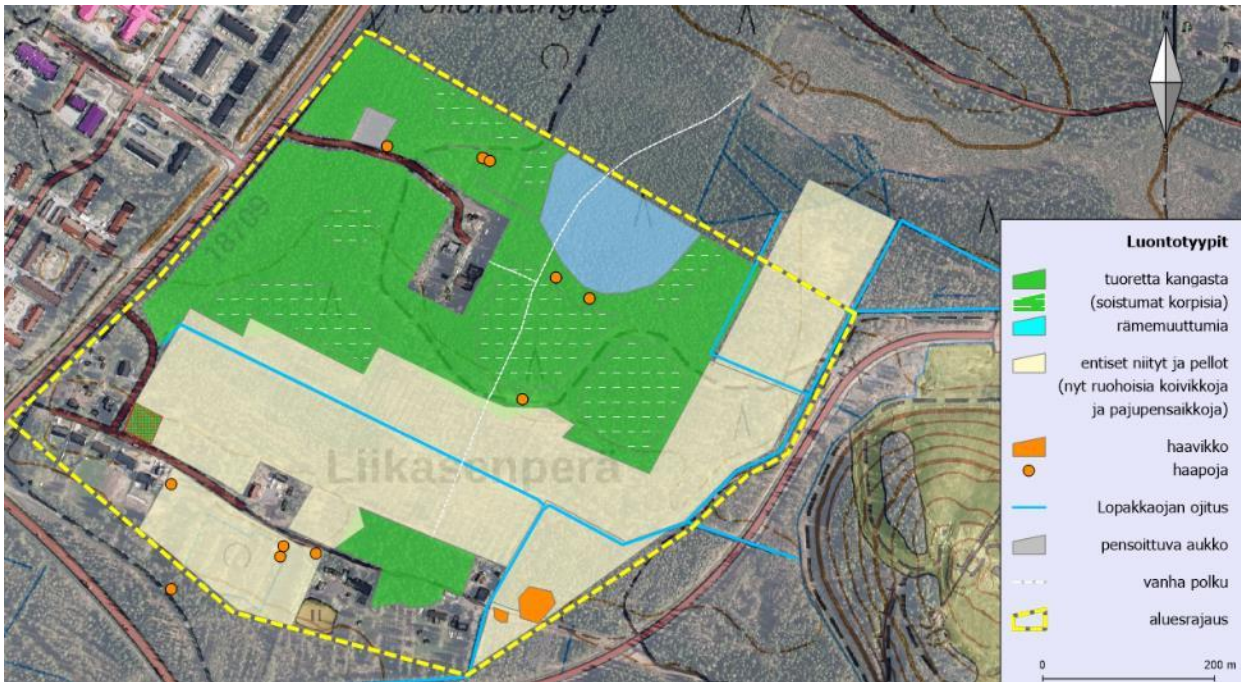 20
18709
Liikasenperä
Luontotyypit
tuoretta kangasta
(soistumat korpisia)
rämemuuttumia
entiset niityt ja pellot
(nyt ruohoisia koivikkoja
ja pajupensaikkoja)
haavikko
haapoja
Lopakkaojan ojitus
pensoittuva aukko
vanha polku
aluesrajaus
0 200 m